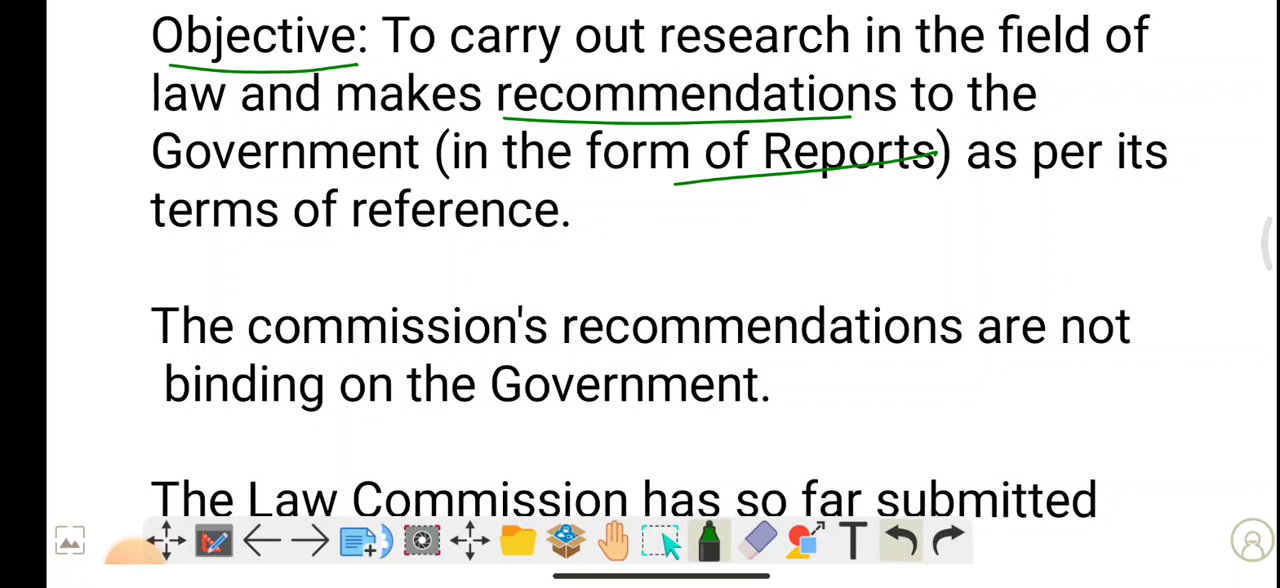 Objective: To carry out research in the field of
law and makes recommendations to the
Government (in the form of Reports) as per its
terms of reference.
The commission's recommendations are not
binding on the Government.
The Law Commission has so far submitted
T